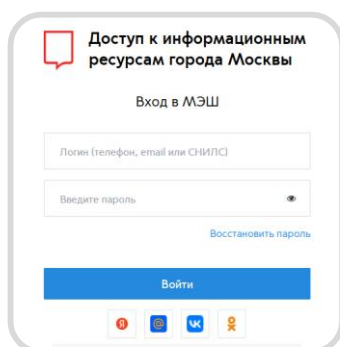 Доступ к информационным
ресурсам города Москвы
Вход в МЭШ
Логин (телефон, email или СНИЛС)
Введите пароль
Восстановить пароль
Войти